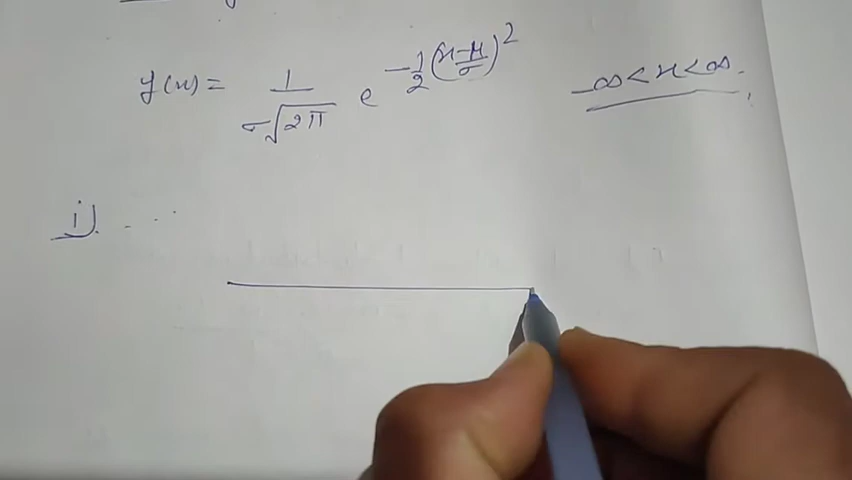 y(x) = 1/(σ√(2π)) e^(-1/2 ((x-μ)/σ)^2) -∞ < x < ∞.
i) - ...